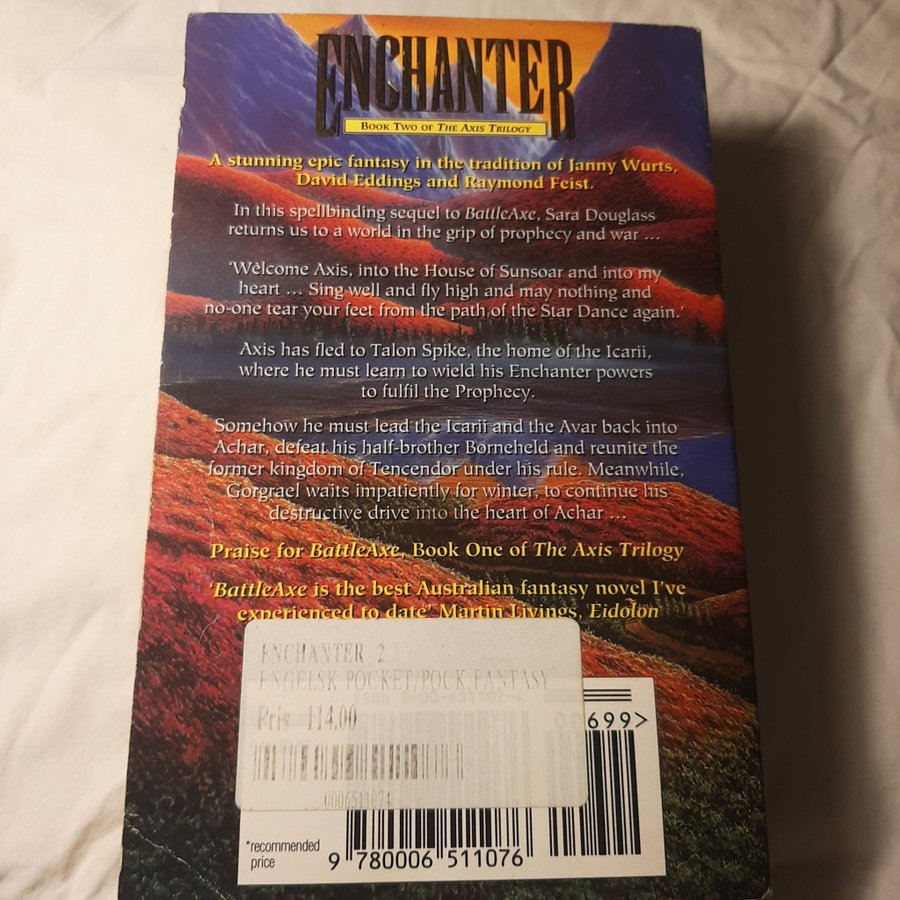 ENCHANTER
BOOK TWO OF THE AXIS TRILOGY
A stunning epic fantasy in the tradition of Janny Wurts,
David Eddings and Raymond Feist.
In this spellbinding sequel to BattleAxe, Sara Douglass
returns us to a world in the grip of prophecy and war ...
'Welcome Axis, into the House of Sunsoar and into my
heart ... Sing well and fly high and may nothing and
no-one tear your feet from the path of the Star Dance again.'
Axis has fled to Talon Spike, the home of the Icarii,
where he must learn to wield his Enchanter powers
to fulfil the Prophecy.
Somehow he must lead the Icarii and the Avar back into
Achar, defeat his half-brother Borneheld and reunite the
former kingdom of Tencendor under his rule. Meanwhile,
Gorgrael waits impatiently for winter, to continue his
destructive drive into the heart of Achar ...
Praise for BattleAxe, Book One of The Axis Trilogy
'BattleAxe is the best Australian fantasy novel I've
experienced to date' Martin Livings, Eidolon
ENCHANTER 2
ENGELSK POCKET/POCK.FANTASY
Pris 114.00
0006511074
699>
*recommended
price
9 780006 511076